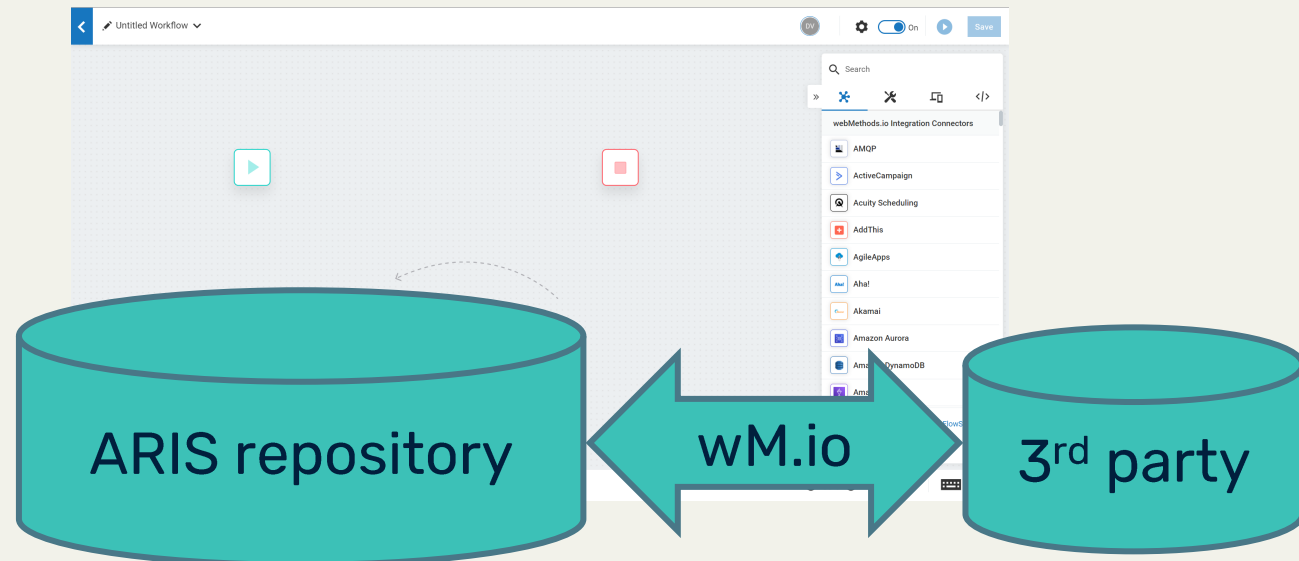 Untitled Workflow
DV
On
Save
Search
webMethods.io Integration Connectors
AMQP
ActiveCampaign
Acuity Scheduling
AddThis
AgileApps
Aha!
Akamai
Amazon Aurora
DynamoDB
ARIS repository
wM.io
3rd party